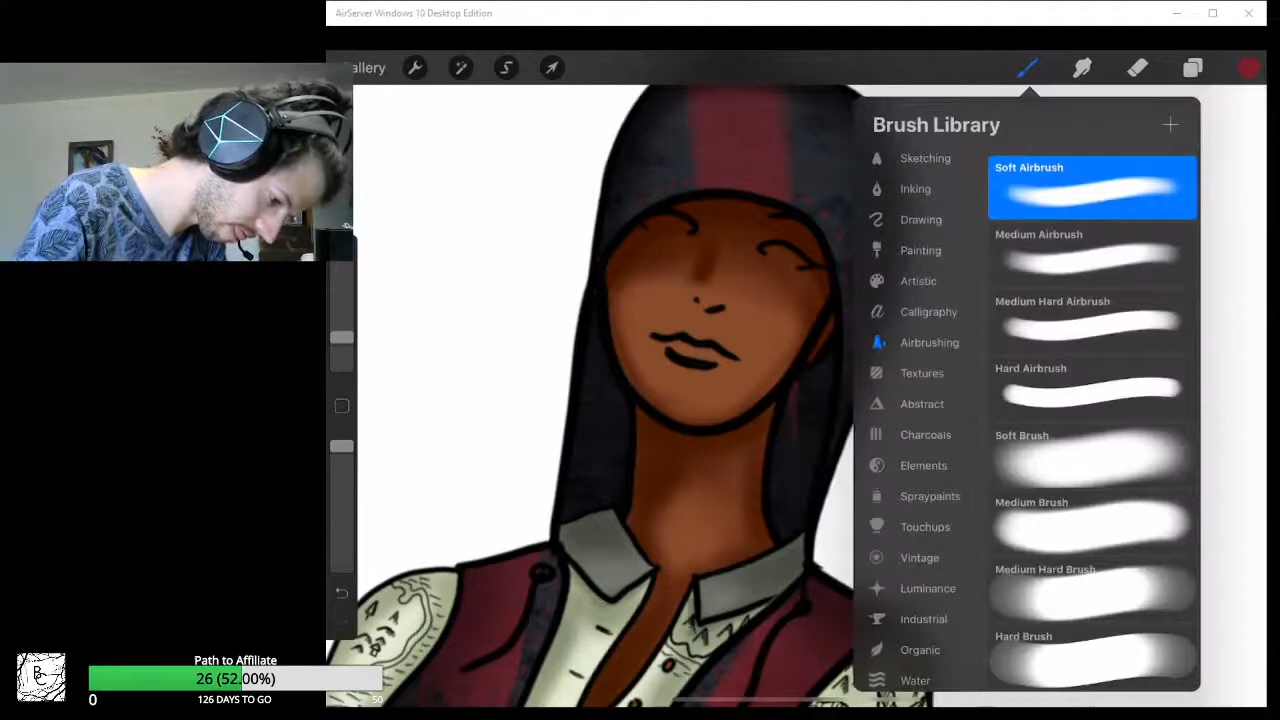 AirServer Windows 10 Desktop Edition
allery
Brush Library
Sketching
Inking
Drawing
Painting
Artistic
Calligraphy
Airbrushing
Textures
Abstract
Charcoals
Elements
Spraypaints
Touchups
Vintage
Luminance
Industrial
Organic
Water
Soft Airbrush
Medium Airbrush
Medium Hard Airbrush
Hard Airbrush
Soft Brush
Medium Brush
Medium Hard Brush
Hard Brush
Path to Affiliate
26 (52.00%)
0
126 DAYS TO GO
50